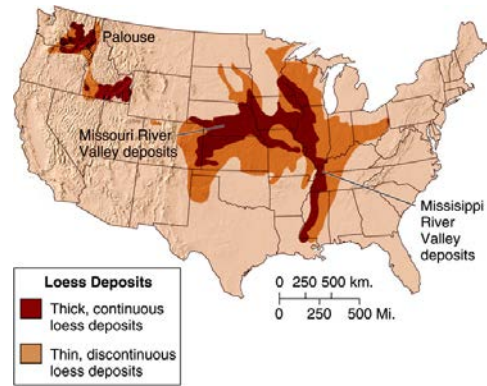 Palouse
Missouri River
Valley deposits
Misissippi
River
Valley
deposits
Loess Deposits
Thick, continuous
loess deposits
Thin, discontinuous
loess deposits
0 250 500 km.
0 250 500 Mi.